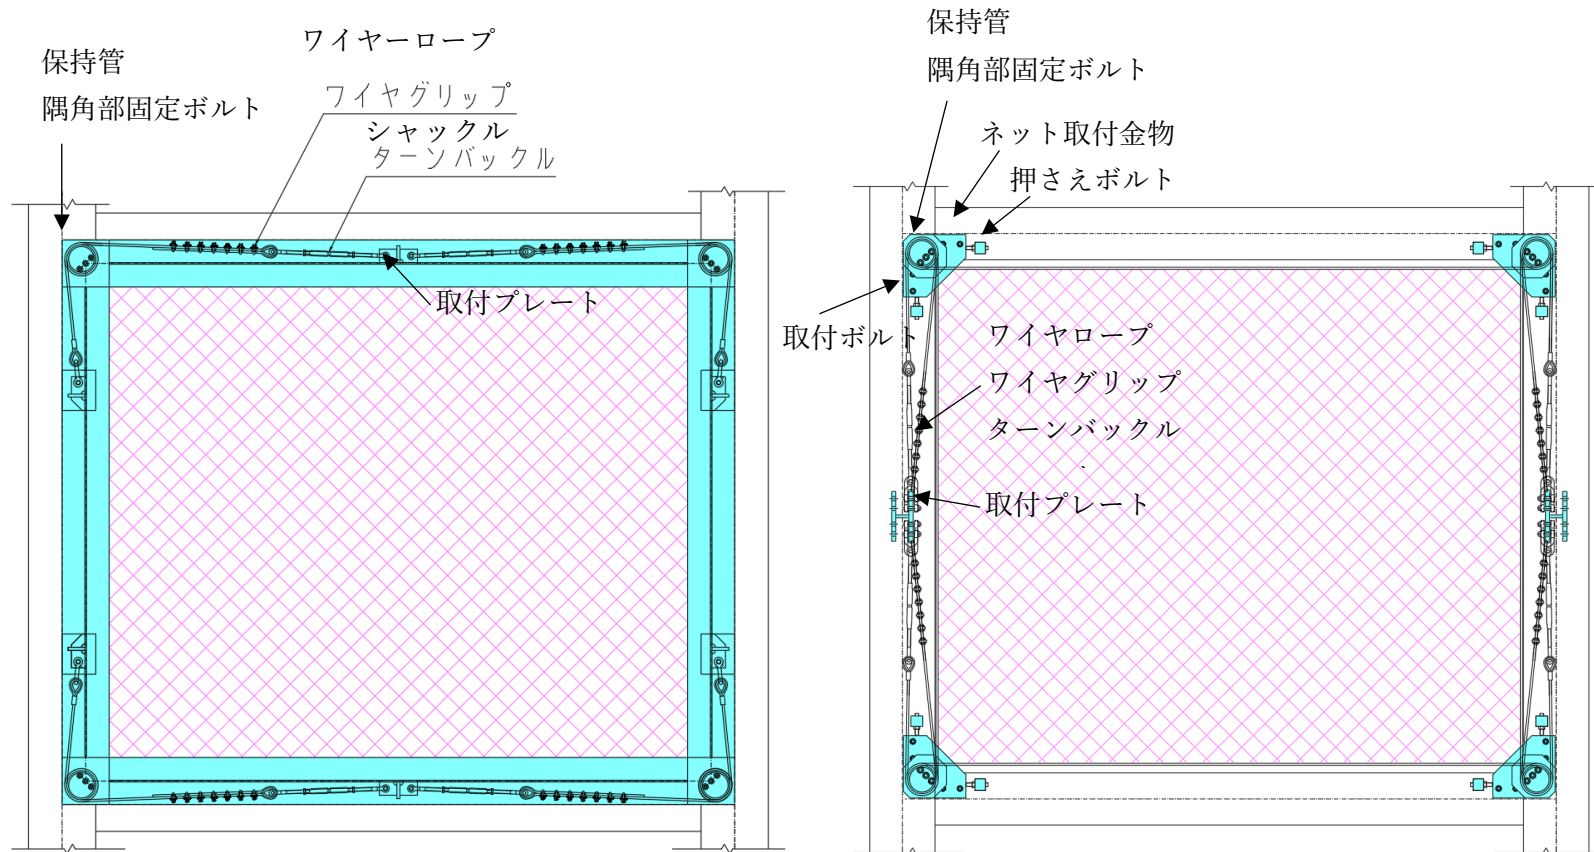 ワイヤーロープ
保持管
隅角部固定ボルト
ワイヤグリップ
シャックル
ターンバックル
取付プレート
保持管
隅角部固定ボルト
ネット取付金物
押さえボルト
取付ボルト
ワイヤロープ
ワイヤグリップ
ターンバックル
取付プレート